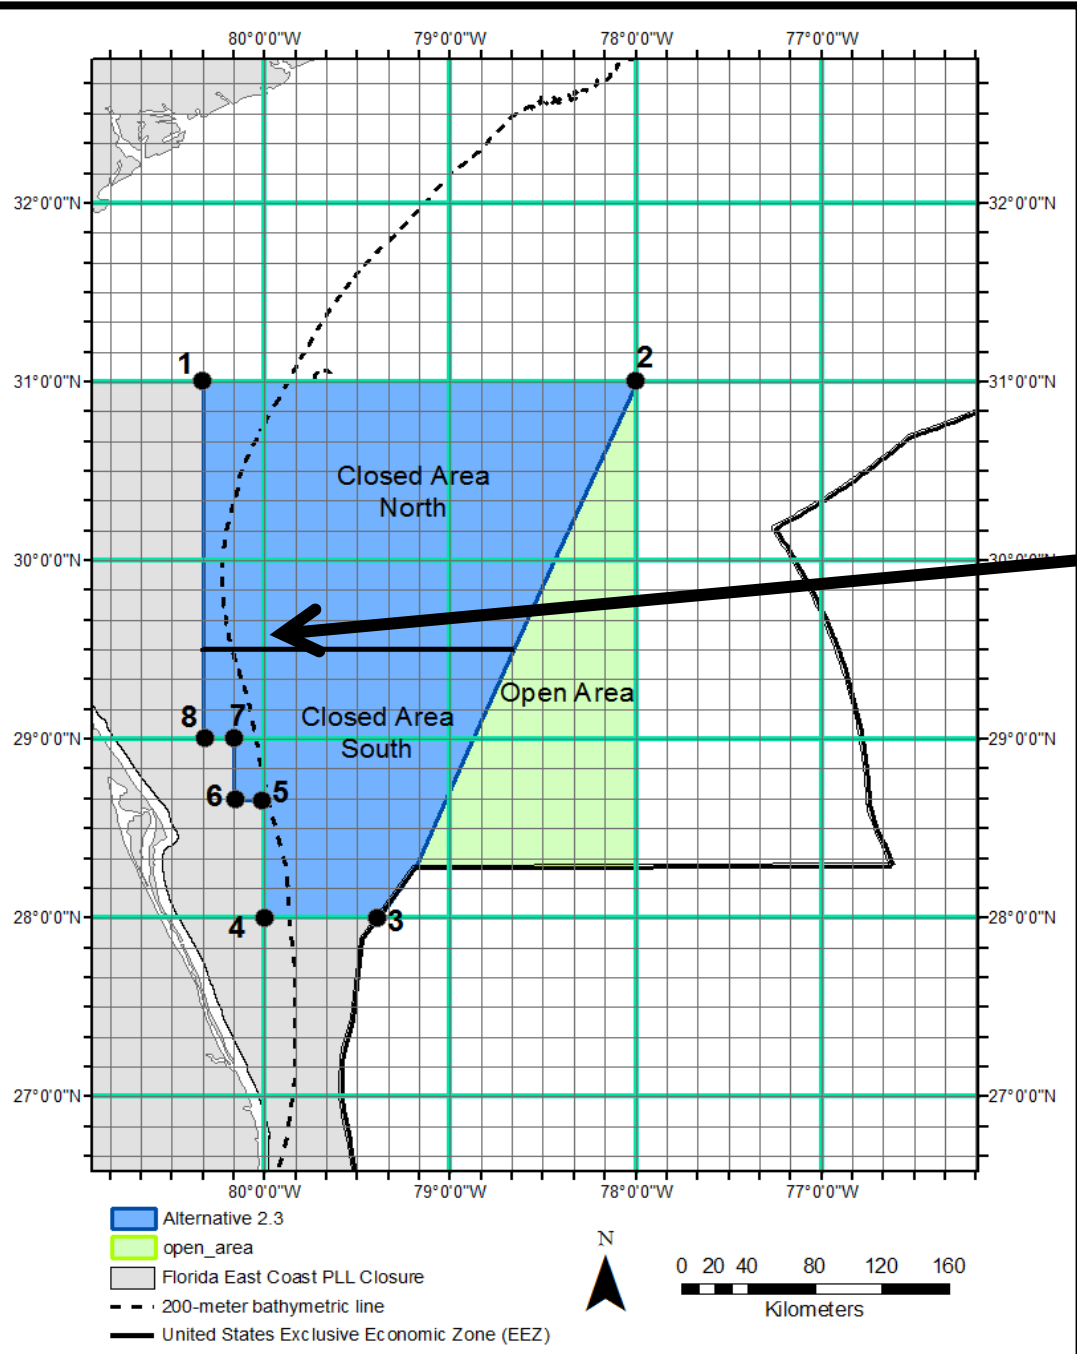 80°0'0"W 79°0'0"W 78°0'0"W 77°0'0"W
32°0'0"N 32°0'0"N
1 2
31°0'0"N 31°0'0"N
Closed Area
North
30°0'0"N 30°0'0"N
Open Area
Closed Area
South
8 7
29°0'0"N 29°0'0"N
6 5
28°0'0"N 4 3 28°0'0"N
27°0'0"N 27°0'0"N
80°0'0"W 79°0'0"W 78°0'0"W 77°0'0"W
Alternative 2.3
open_area
Florida East Coast PLL Closure
200-meter bathymetric line
United States Exclusive Economic Zone (EEZ)
N
0 20 40 80 120 160
Kilometers